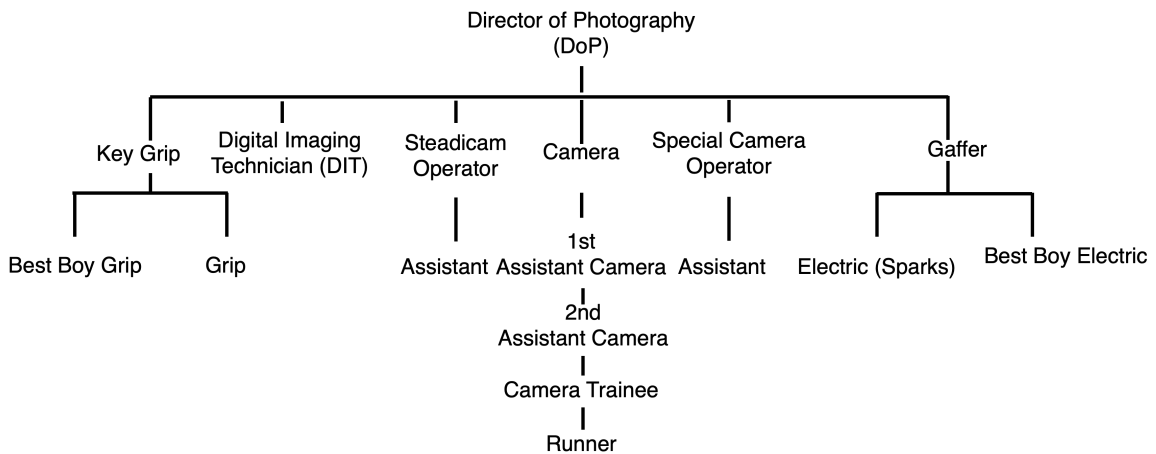 Director of Photography
(DoP)
Key Grip
Digital Imaging
Technician (DIT)
Steadicam
Operator
Camera
Special Camera
Operator
Gaffer
Best Boy Grip
Grip
Assistant
1st
Assistant Camera
Assistant
Electric (Sparks)
Best Boy Electric
2nd
Assistant Camera
Camera Trainee
Runner